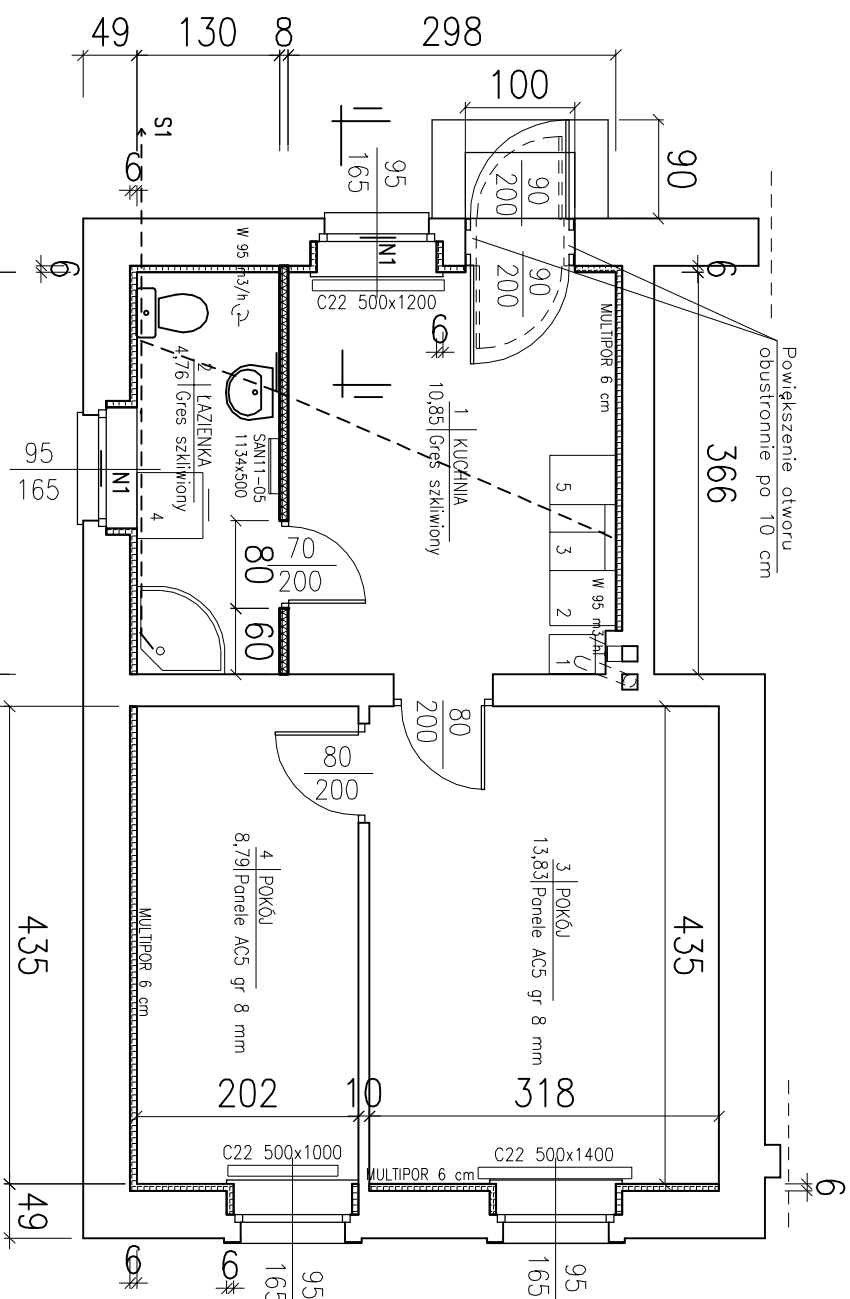 49
130
8
298
100
90
S1
6
95
165
90
200
90
200
6
6
W 95 m3/h
N1
C22 500x1200
6
MULTIPOR 6 cm
Powiększenie otworu
obustronnie po 10 cm
366
1 KUCHNIA
10,85 Gres szkliwiony
2 ŁAZIENKA
4,76 Gres szkliwiony
SAN11-05
1134x500
95
165
N1
4
80
60
70
200
5
3
2
1
W 95 m3/h
80
200
80
200
3 POKÓJ
13,83 Panele AC5 gr 8 mm
4 POKÓJ
8,79 Panele AC5 gr 8 mm
MULTIPOR 6 cm
435
435
202
10
318
C22 500x1000
C22 500x1400
MULTIPOR 6 cm
49
6
6
6
95
165
95
165